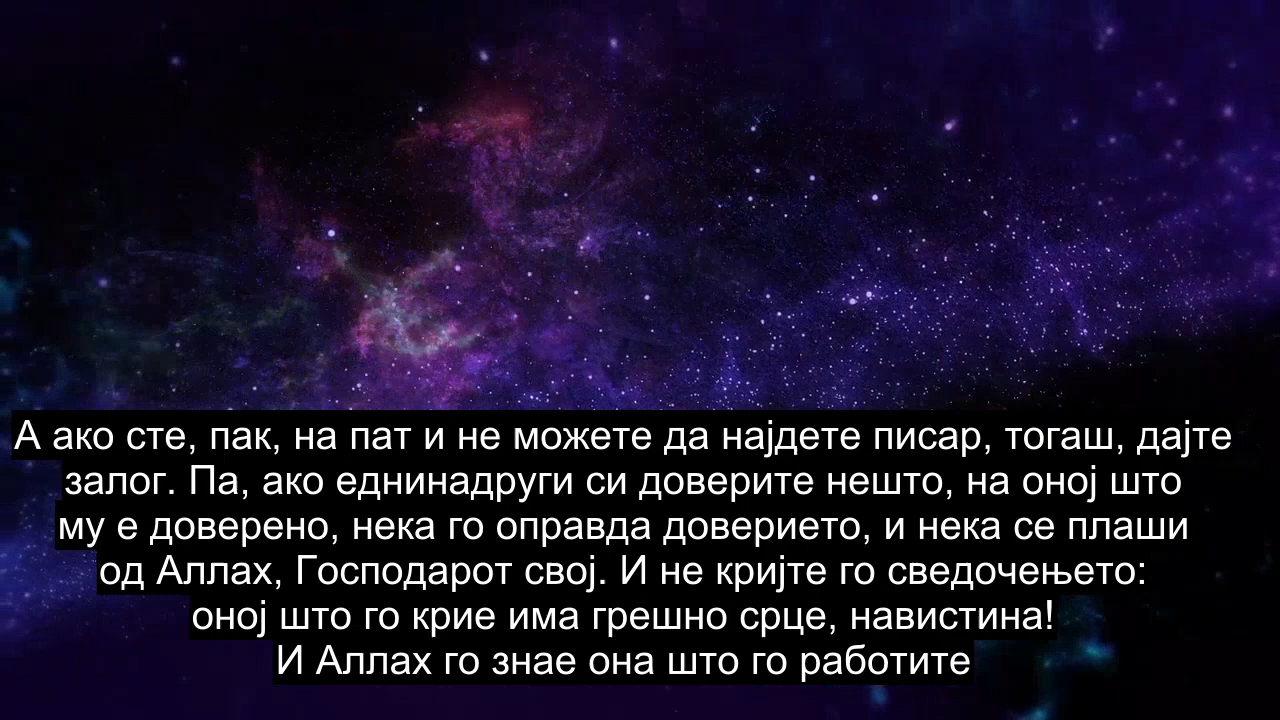 А ако сте, пак, на пат и не можете да најдете писар, тогаш, дајте
залог. Па, ако еднинадруги си доверите нешто, на оној што
му е доверено, нека го оправда доверието, и нека се плаши
од Аллах, Господарот свој. И не кријте го сведочењето:
оној што го крие има грешно срце, навистина!
И Аллах го знае она што го работите